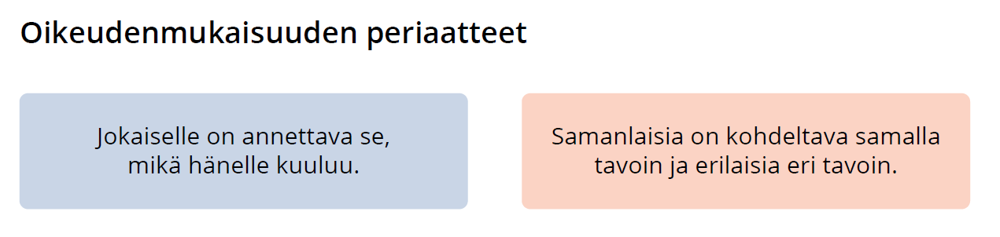 Oikeudenmukaisuuden periaatteet
Jokaiselle on annettava se,
mikä hänelle kuuluu.
Samanlaisia on kohdeltava samalla
tavoin ja erilaisia eri tavoin.